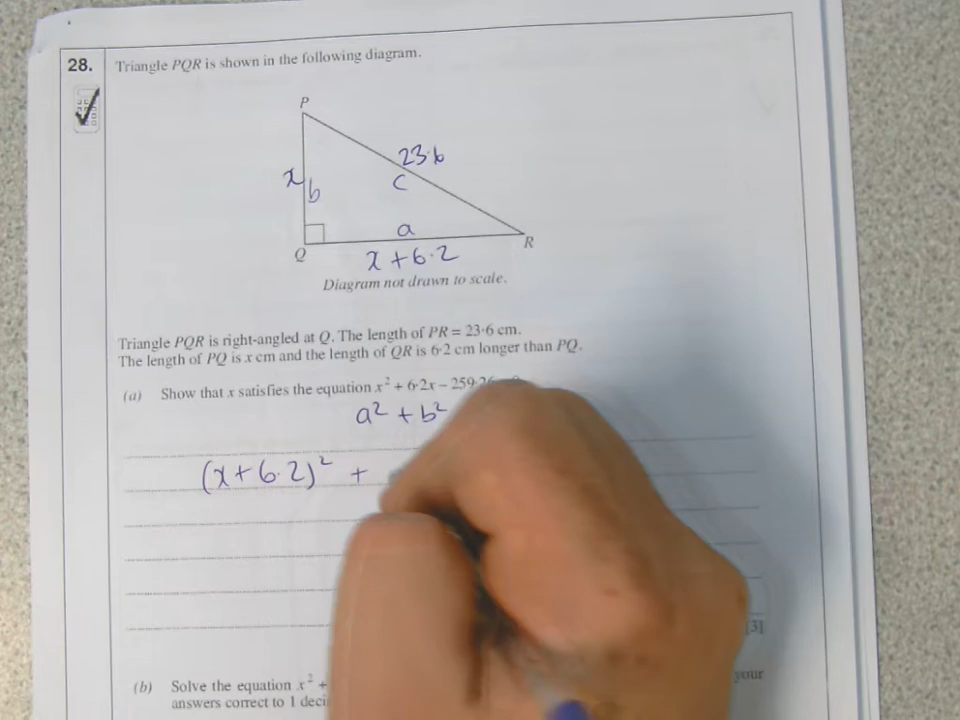 28. Triangle PQR is shown in the following diagram.
P
23·6
x
b
c
a
Q
R
x + 6·2
Diagram not drawn to scale.
Triangle PQR is right-angled at Q. The length of PR = 23·6 cm.
The length of PQ is x cm and the length of QR is 6·2 cm longer than PQ.
(a) Show that x satisfies the equation x² + 6·2x − 259·26
a² + b²
(x + 6·2)² +
[3]
(b) Solve the equation x² + your
answers correct to 1